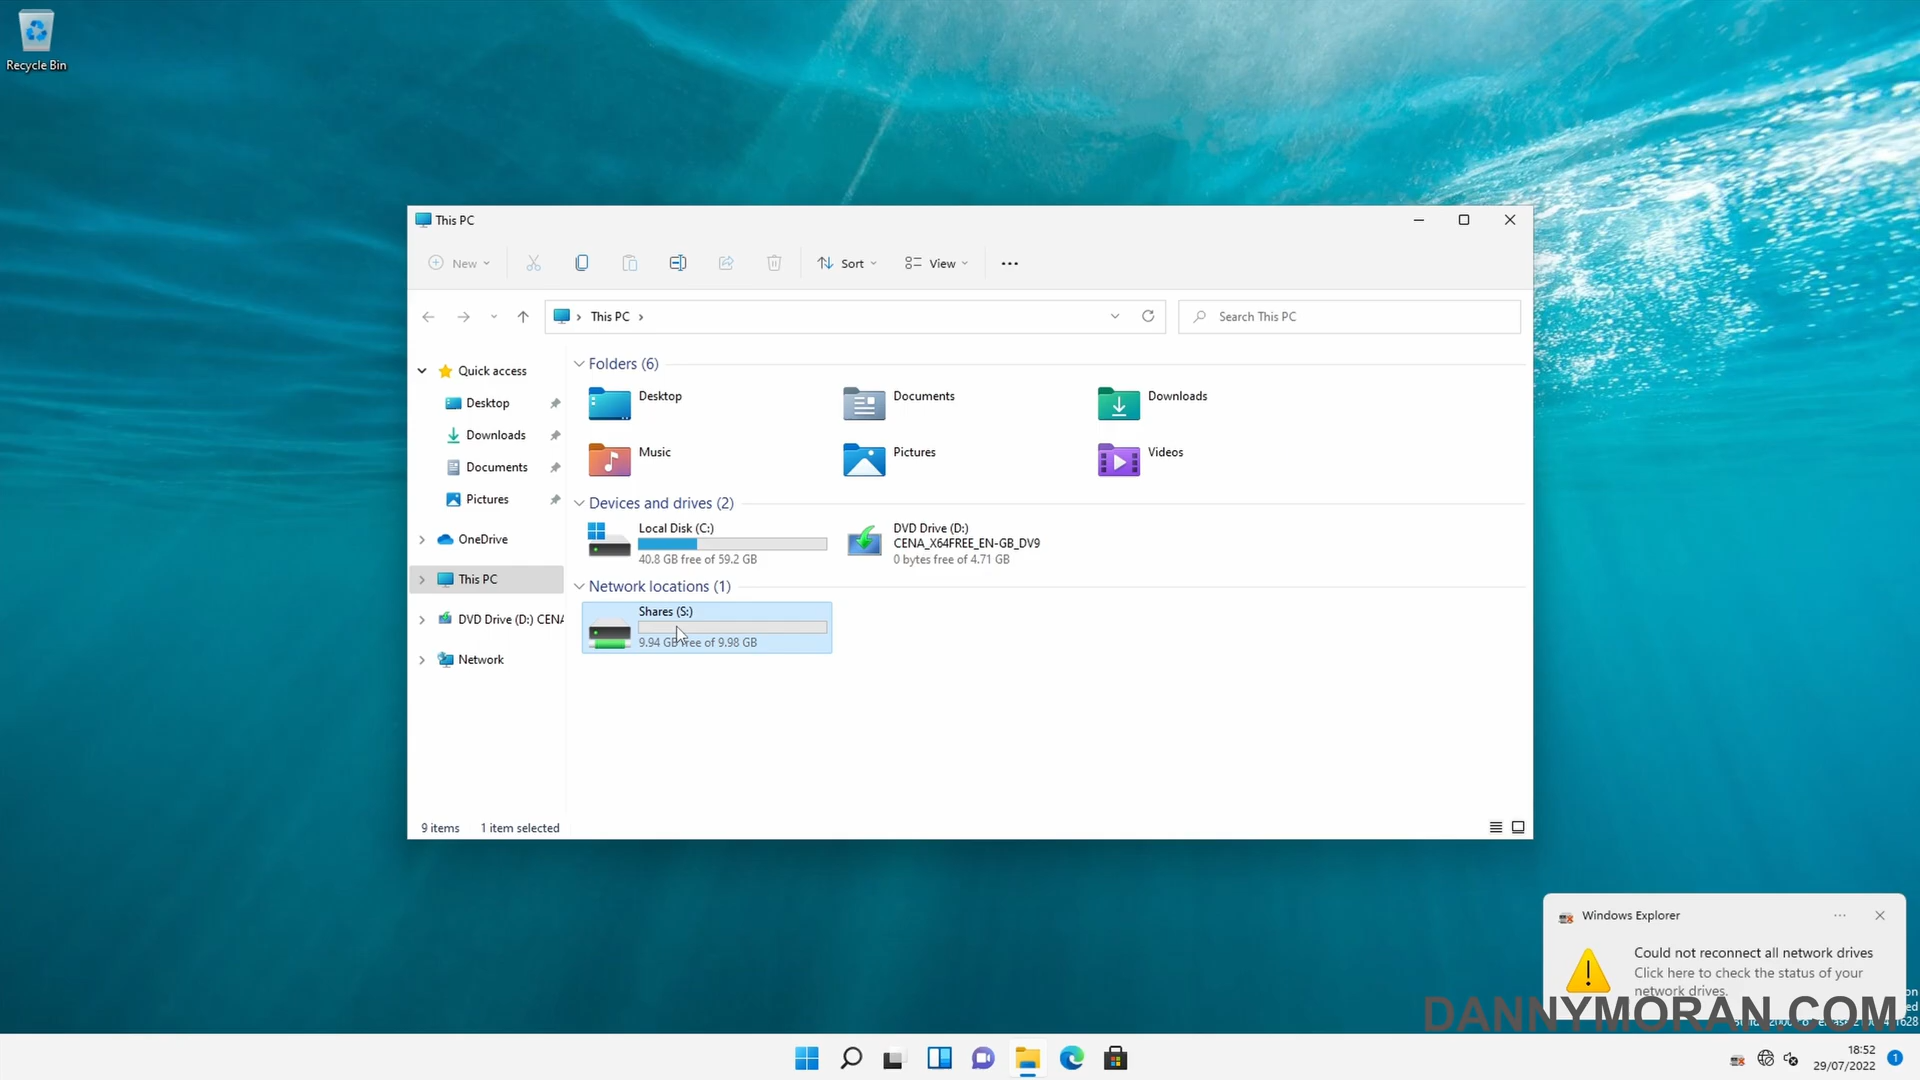 Recycle Bin
This PC
New
Sort
View
This PC
Search This PC
Quick access
Desktop
Downloads
Documents
Pictures
OneDrive
This PC
DVD Drive (D:) CENA
Network
Folders (6)
Desktop
Documents
Downloads
Music
Pictures
Videos
Devices and drives (2)
Local Disk (C:)
40.8 GB free of 59.2 GB
DVD Drive (D:)
CENA_X64FREE_EN-GB_DV9
0 bytes free of 4.71 GB
Network locations (1)
Shares (S:)
9.94 GB free of 9.98 GB
9 items 1 item selected
Windows Explorer
Could not reconnect all network drives
Click here to check the status of your
network drives.
DANNYMORAN.COM
18:52
29/07/2022
1